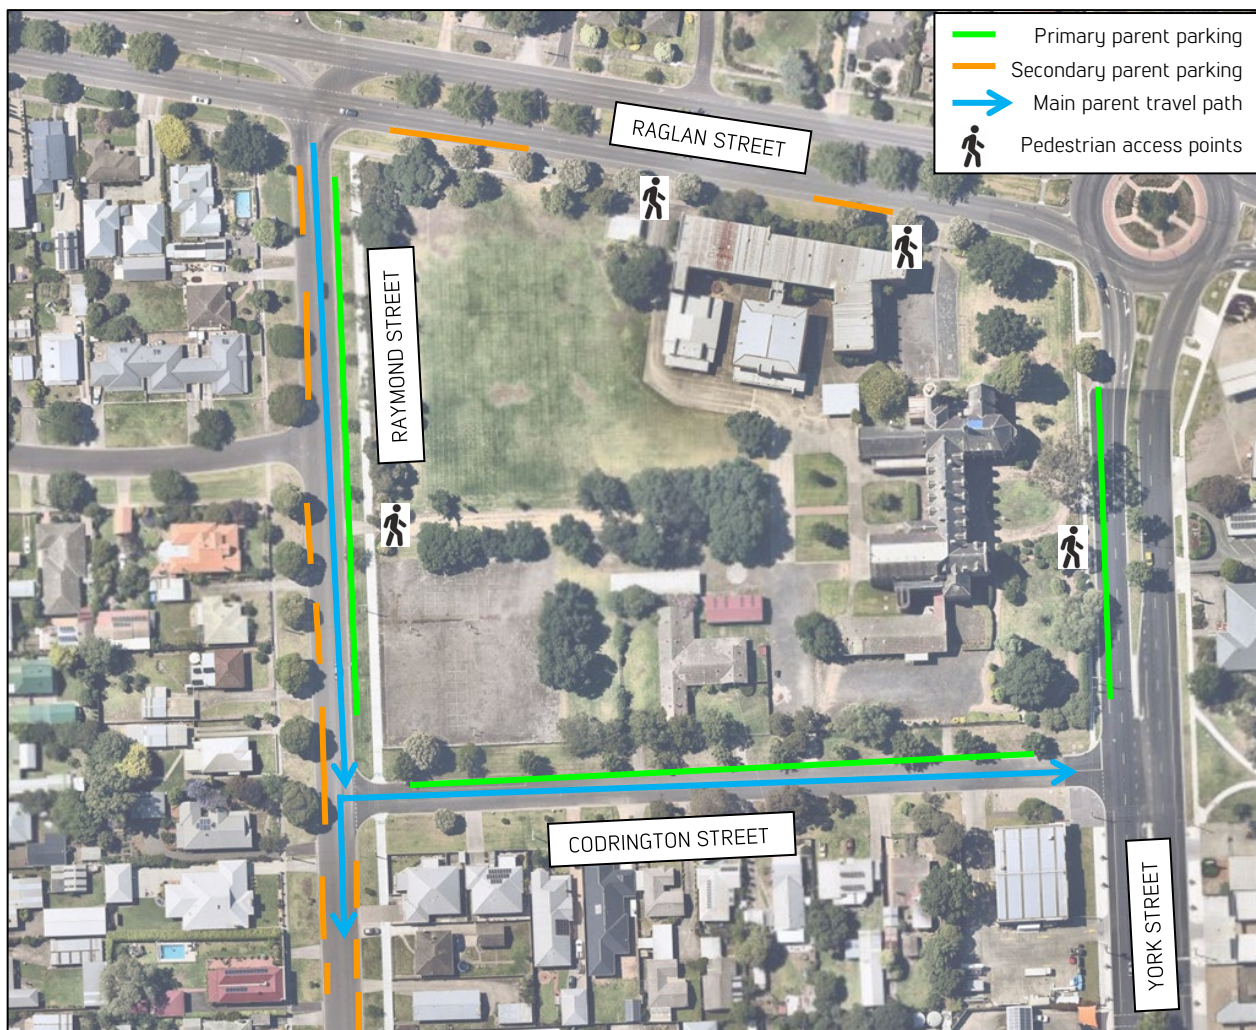 Primary parent parking
Secondary parent parking
Main parent travel path
Pedestrian access points
RAGLAN STREET
RAYMOND STREET
CODRINGTON STREET
YORK STREET